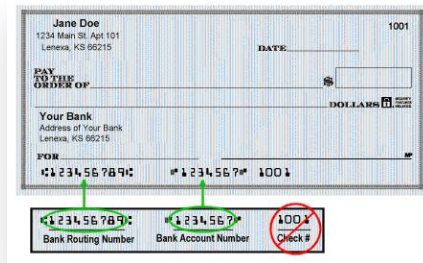 Jane Doe
1001
1234 Main St. Apt 101
Lenexa, KS 66215
DATE
PAY
TO THE
ORDER OF
$
DOLLARS
Your Bank
Address of Your Bank
Lenexa, KS 66215
FOR
MP
⑆123456789⑆ ⑈1234567⑈ 1001
⑆123456789⑆ ⑈1234567⑈ 1001
Bank Routing Number Bank Account Number Check #